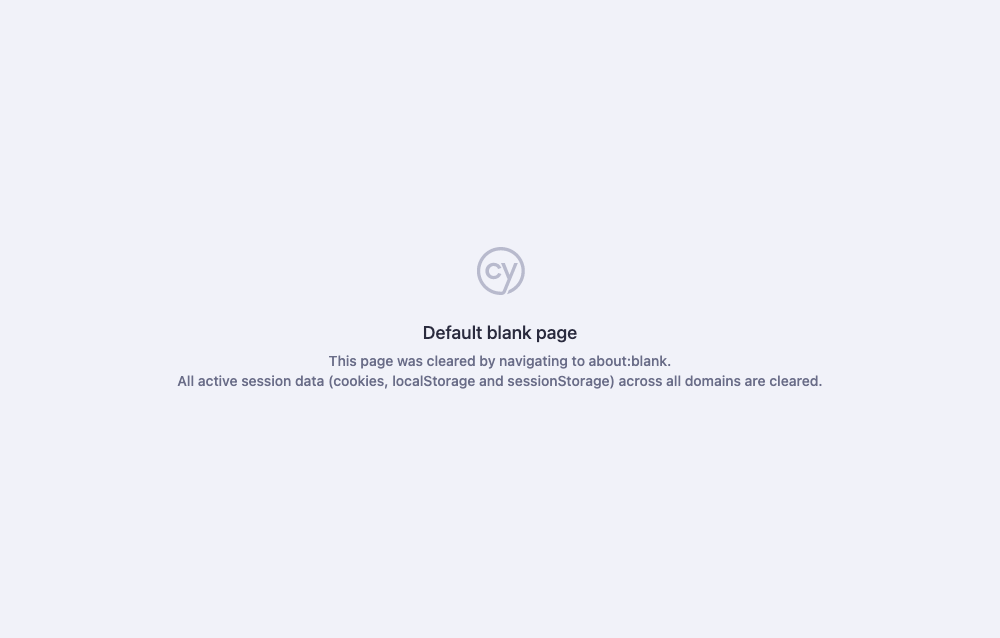 cy
Default blank page
This page was cleared by navigating to about:blank.
All active session data (cookies, localStorage and sessionStorage) across all domains are cleared.